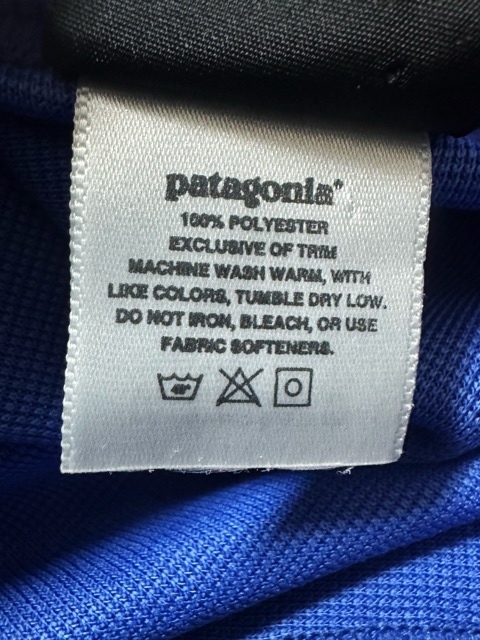 patagonia®
100% POLYESTER
EXCLUSIVE OF TRIM
MACHINE WASH WARM, WITH
LIKE COLORS, TUMBLE DRY LOW.
DO NOT IRON, BLEACH, OR USE
FABRIC SOFTENERS.
40°